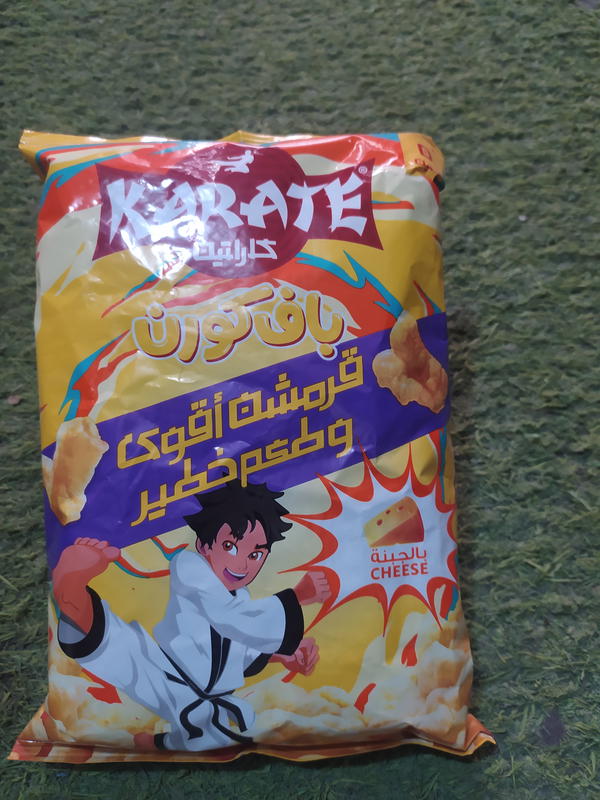 KARATE®
كاراتيه
باف كورن
قرمشة أقوى
وطعم خطير
بالجبنة
CHEESE